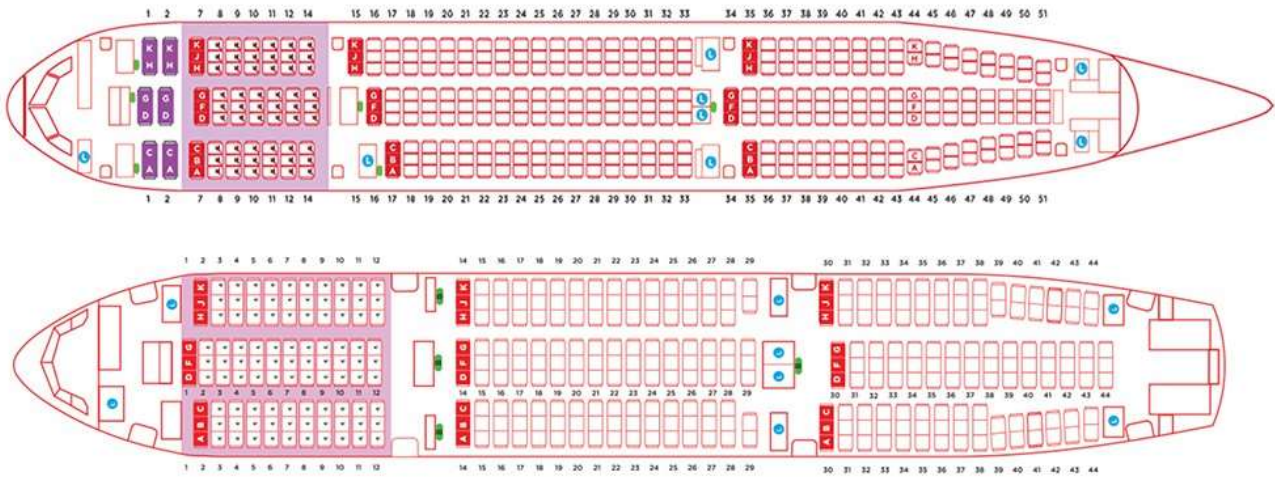 1 2 7 8 9 10 11 12 14 15 16 17 18 19 20 21 22 23 24 25 26 27 28 29 30 31 32 33 34 35 36 37 38 39 40 41 42 43 44 45 46 47 48 49 50 51
K K K K K K
J J J
H H H H H H
L
L
G G G G G G
F F F F
D D D D D D
L
L
C C C C C C
B B B
A A A A A A
L
L
L
L
1 2 7 8 9 10 11 12 14 15 16 17 18 19 20 21 22 23 24 25 26 27 28 29 30 31 32 33 34 35 36 37 38 39 40 41 42 43 44 45 46 47 48 49 50 51
1 2 3 4 5 6 7 8 9 10 11 12 14 15 16 17 18 19 20 21 22 23 24 25 26 27 28 29 30 31 32 33 34 35 36 37 38 39 40 41 42 43 44
H J K H J K H J K
L
L
L
D F G D F G D F G
L
L
1 2 3 4 5 6 7 8 9 10 11 12 14 15 16 17 18 19 20 21 22 23 24 25 26 27 28 29 30 31 32 33 34 35 36 37 38 39 40 41 42 43 44
A B C A B C A B C
L
L
L
1 2 3 4 5 6 7 8 9 10 11 12 14 15 16 17 18 19 20 21 22 23 24 25 26 27 28 29 30 31 32 33 34 35 36 37 38 39 40 41 42 43 44